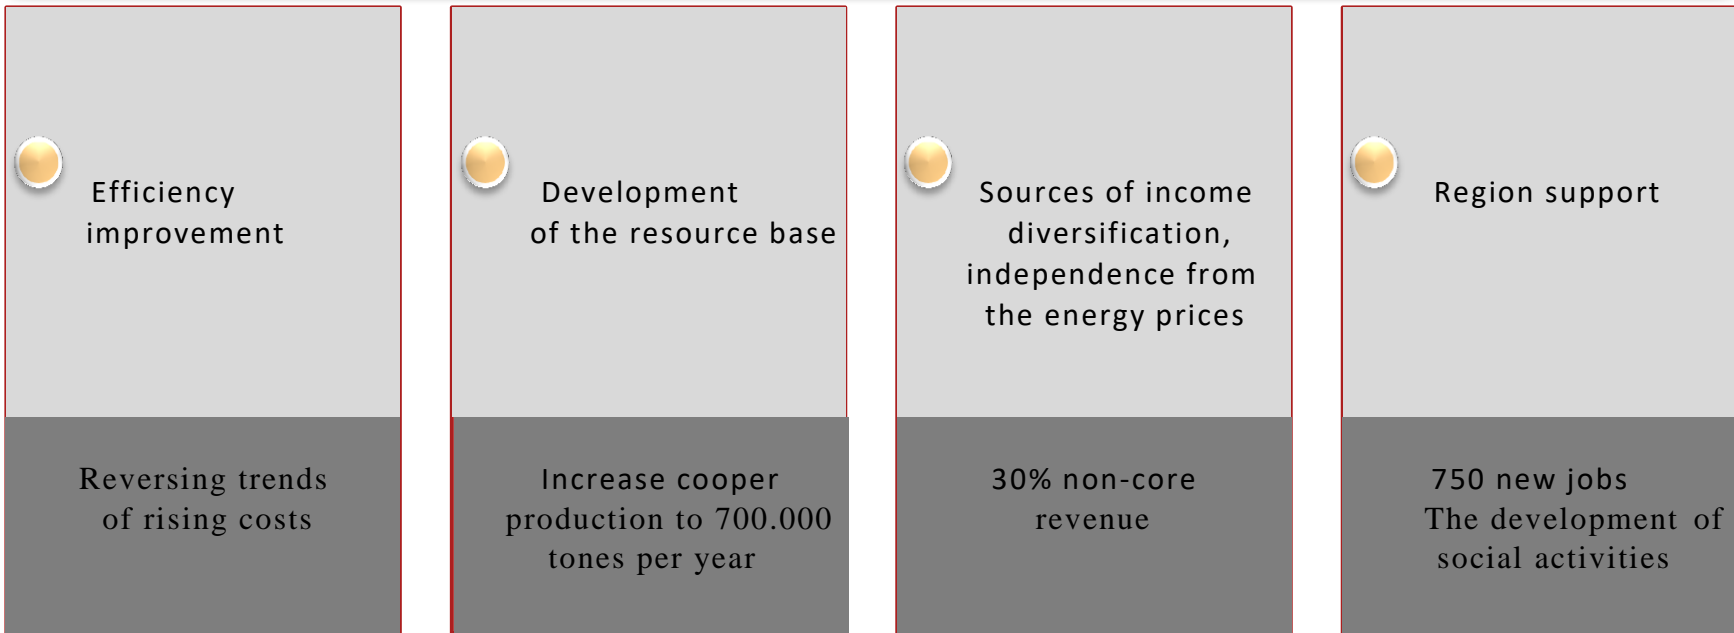 Efficiency
improvement
Reversing trends
of rising costs
Development
of the resource base
Increase cooper
production to 700.000
tones per year
Sources of income
diversification,
independence from
the energy prices
30% non-core
revenue
Region support
750 new jobs
The development of
social activities